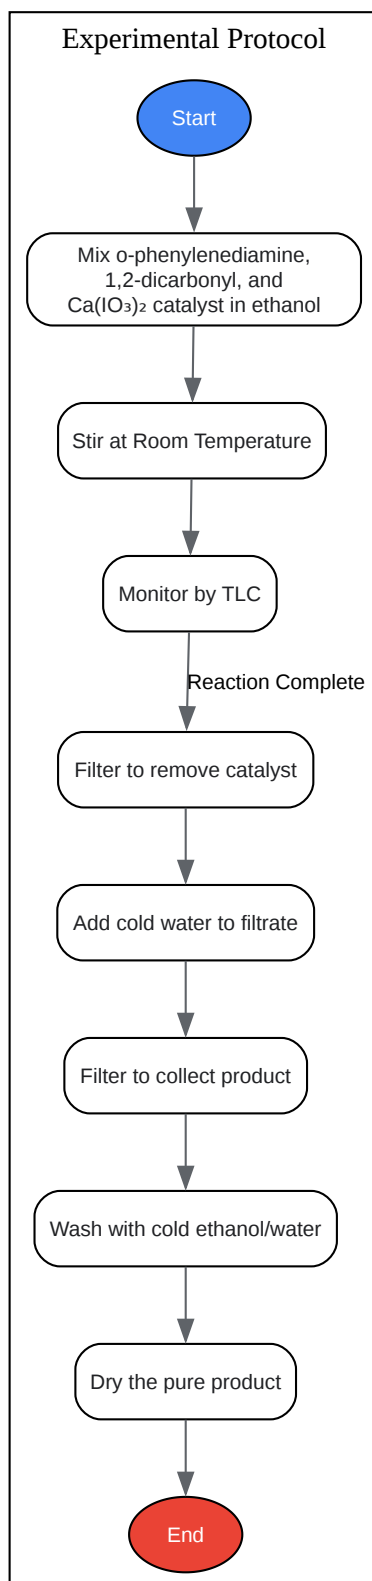 Experimental Protocol
Start
Mix o-phenylenediamine,
1,2-dicarbonyl, and
Ca(IO₃)₂ catalyst in ethanol
Stir at Room Temperature
Monitor by TLC
Reaction Complete
Filter to remove catalyst
Add cold water to filtrate
Filter to collect product
Wash with cold ethanol/water
Dry the pure product
End